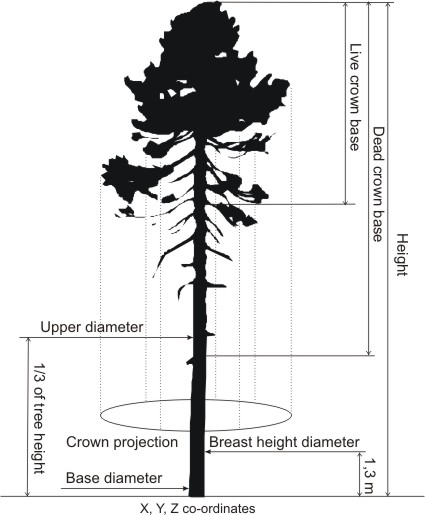 Live crown base
Dead crown base
Height
Upper diameter
1/3 of tree height
Crown projection
Breast height diameter
1,3 m
Base diameter
X, Y, Z co-ordinates